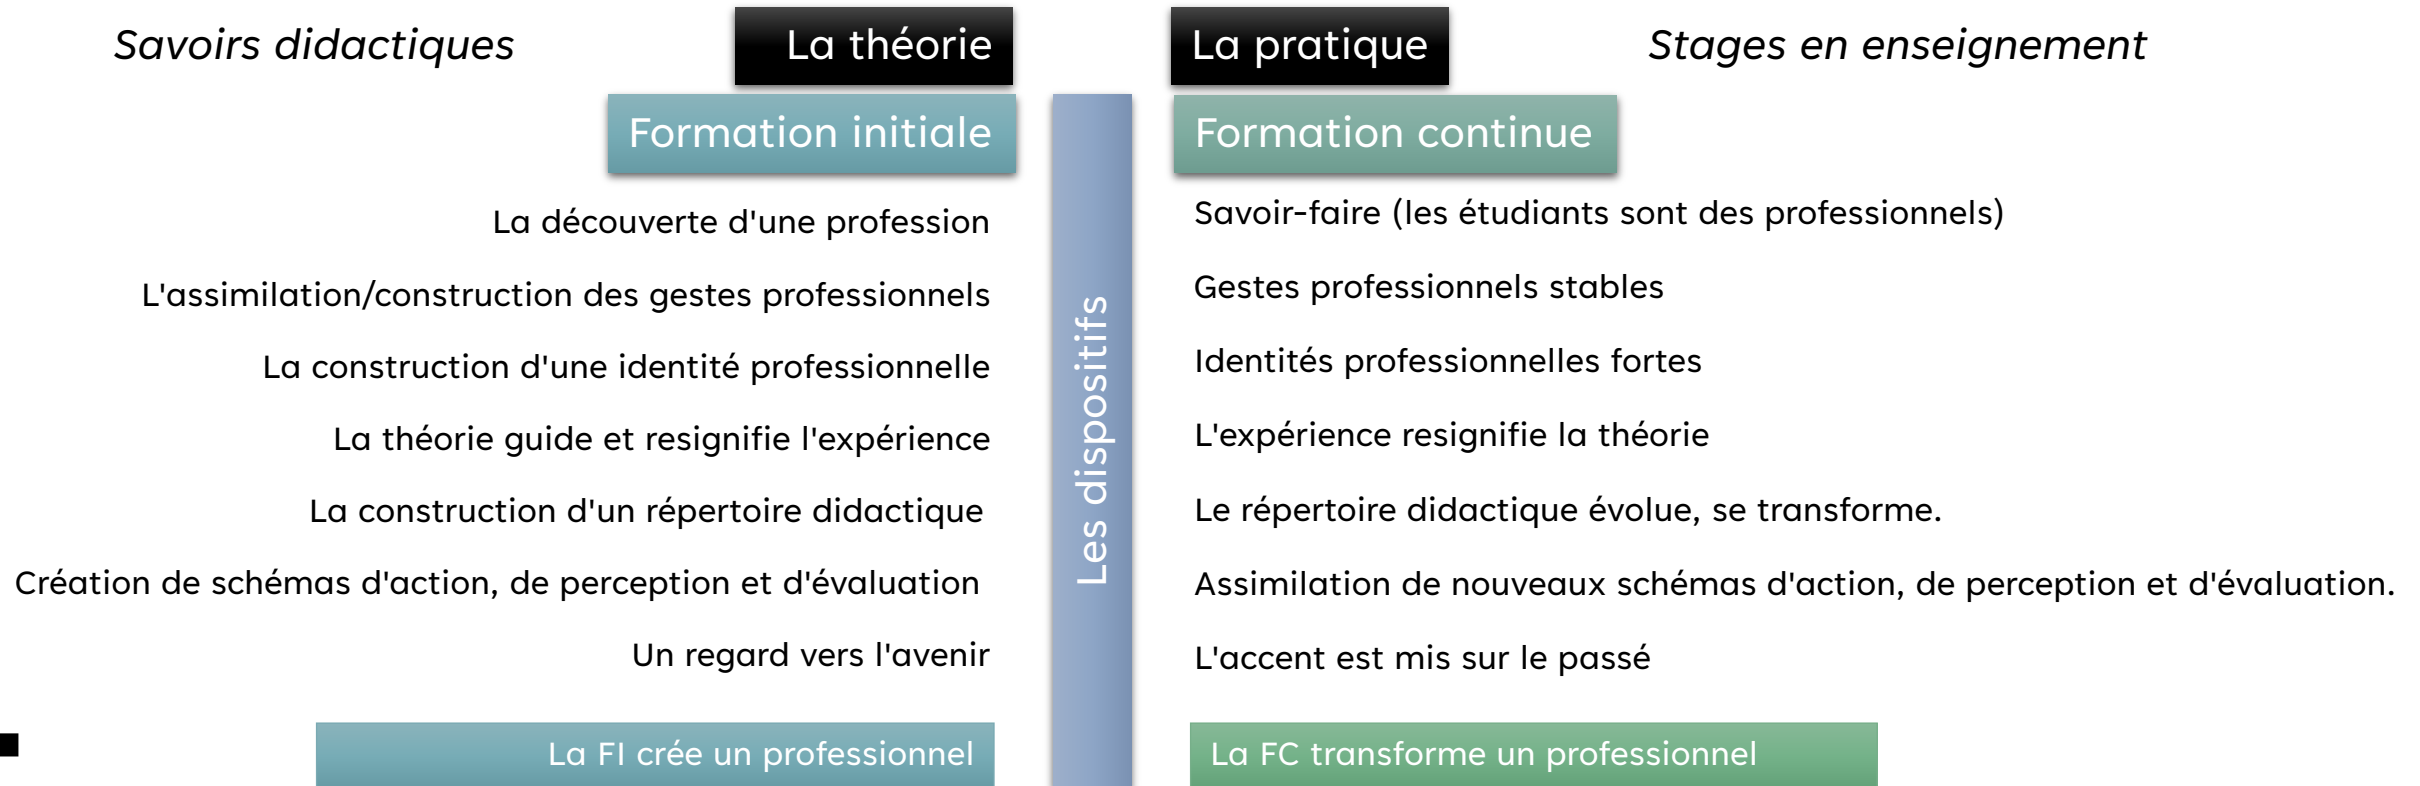 Savoirs didactiques
La théorie
La pratique
Stages en enseignement
Formation initiale
Formation continue
La découverte d'une profession
L'assimilation/construction des gestes professionnels
La construction d'une identité professionnelle
La théorie guide et resignifie l'expérience
La construction d'un répertoire didactique
Création de schémas d'action, de perception et d'évaluation
Un regard vers l'avenir
La FI crée un professionnel
Les dispositifs
Savoir-faire (les étudiants sont des professionnels)
Gestes professionnels stables
Identités professionnelles fortes
L'expérience resignifie la théorie
Le répertoire didactique évolue, se transforme.
Assimilation de nouveaux schémas d'action, de perception et d'évaluation.
L'accent est mis sur le passé
La FC transforme un professionnel